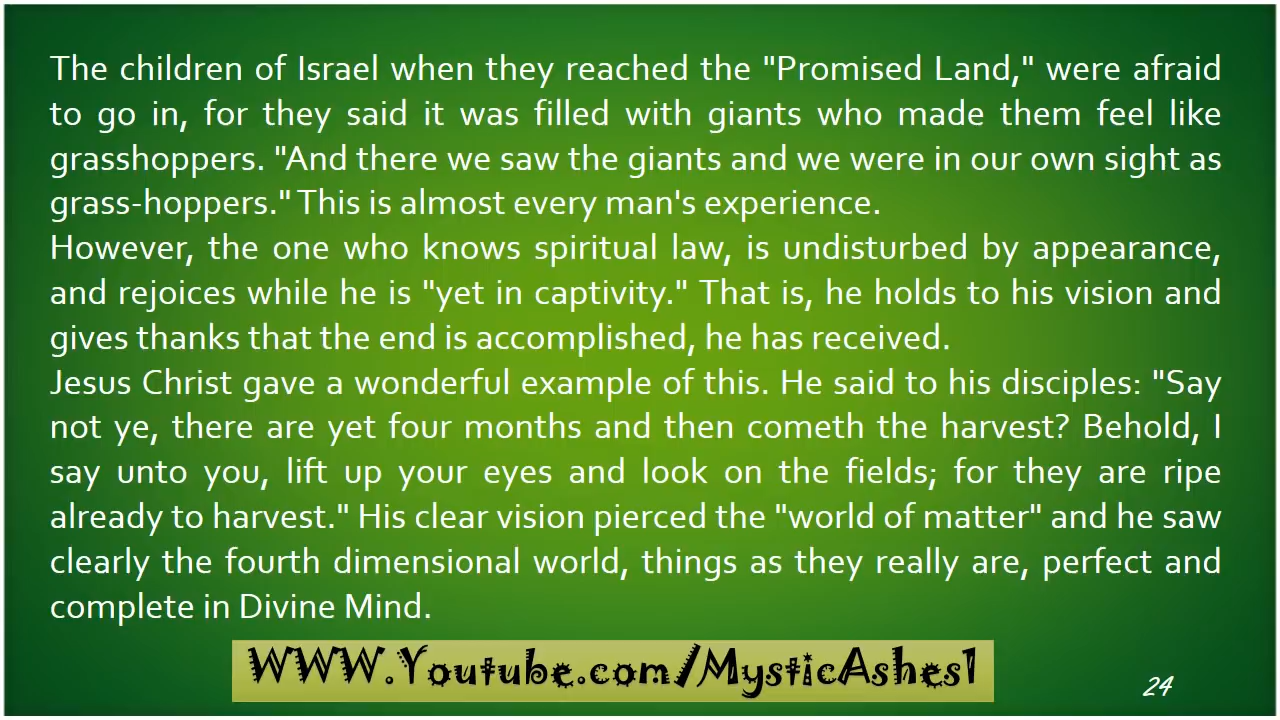 The children of Israel when they reached the "Promised Land," were afraid
to go in, for they said it was filled with giants who made them feel like
grasshoppers. "And there we saw the giants and we were in our own sight as
grass-hoppers." This is almost every man's experience.
However, the one who knows spiritual law, is undisturbed by appearance,
and rejoices while he is "yet in captivity." That is, he holds to his vision and
gives thanks that the end is accomplished, he has received.
Jesus Christ gave a wonderful example of this. He said to his disciples: "Say
not ye, there are yet four months and then cometh the harvest? Behold, I
say unto you, lift up your eyes and look on the fields; for they are ripe
already to harvest." His clear vision pierced the "world of matter" and he saw
clearly the fourth dimensional world, things as they really are, perfect and
complete in Divine Mind.
WWW.Youtube.com/MysticAshes1
24